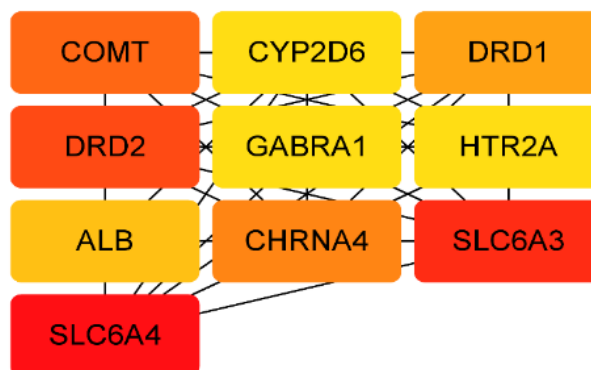 COMT CYP2D6 DRD1
DRD2 GABRA1 HTR2A
ALB CHRNA4 SLC6A3
SLC6A4